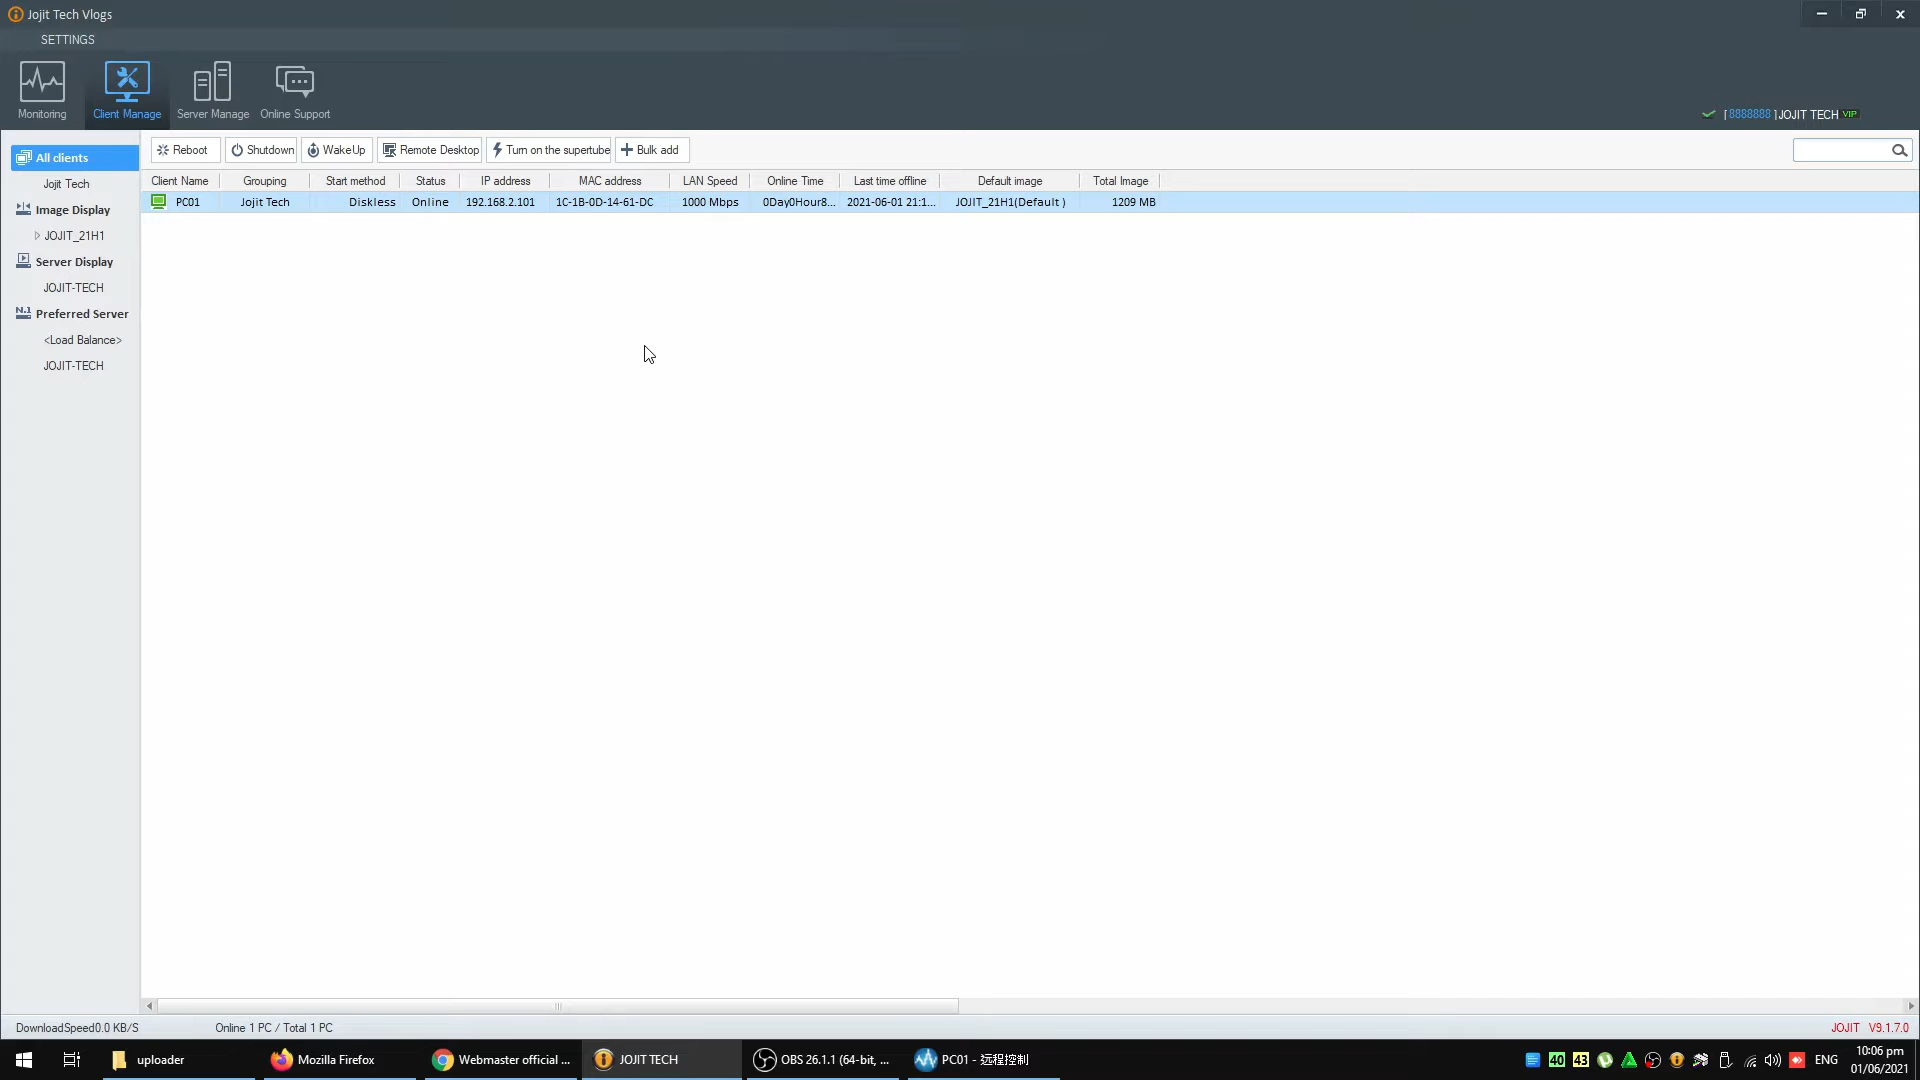 Jojit Tech Vlogs
SETTINGS
Monitoring
Client Manage
Server Manage
Online Support
[ 8888888 ]JOJIT TECH VIP
All clients
Jojit Tech
Image Display
JOJIT_21H1
Server Display
JOJIT-TECH
Preferred Server
<Load Balance>
JOJIT-TECH
Reboot
Shutdown
WakeUp
Remote Desktop
Turn on the supertube
Bulk add
Client Name Grouping Start method Status IP address MAC address LAN Speed Online Time Last time offline Default image Total Image
PC01 Jojit Tech Diskless Online 192.168.2.101 1C-1B-0D-14-61-DC 1000 Mbps 0Day0Hour8... 2021-06-01 21:1... JOJIT_21H1(Default ) 1209 MB
DownloadSpeed0.0 KB/S
Online 1 PC / Total 1 PC
JOJIT V9.1.7.0
uploader
Mozilla Firefox
Webmaster official ...
JOJIT TECH
OBS 26.1.1 (64-bit, ...
PC01 - 远程控制
40
43
ENG
10:06 pm
01/06/2021